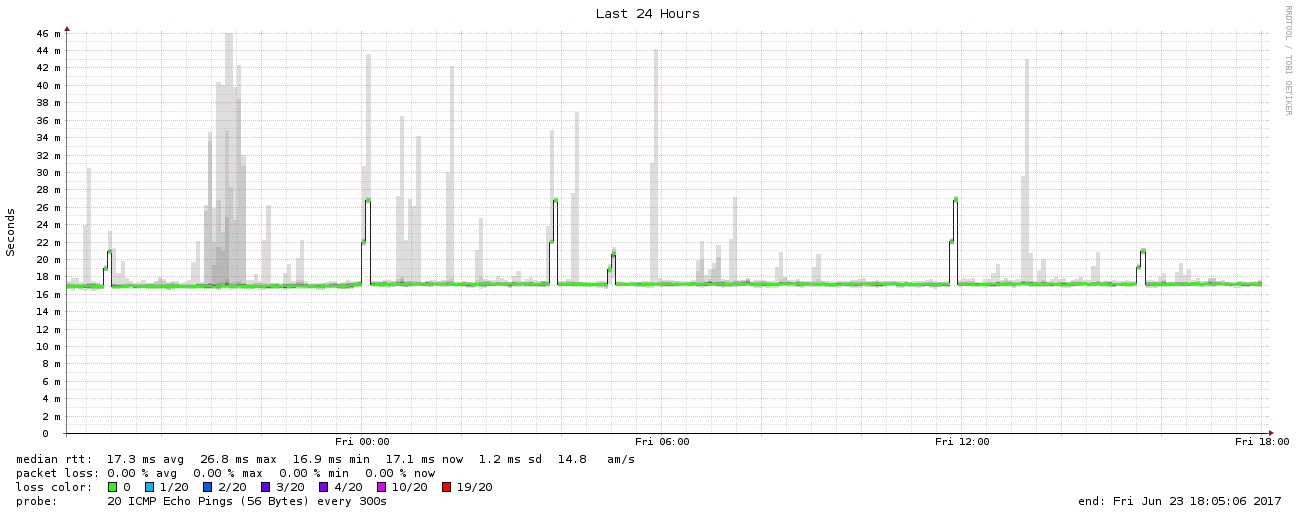 Last 24 Hours
RRDTOOL / TOBI OETIKER
Seconds
46 m
44 m
42 m
40 m
38 m
36 m
34 m
32 m
30 m
28 m
26 m
24 m
22 m
20 m
18 m
16 m
14 m
12 m
10 m
8 m
6 m
4 m
2 m
0
Fri 00:00 Fri 06:00 Fri 12:00 Fri 18:00
median rtt: 17.3 ms avg 26.8 ms max 16.9 ms min 17.1 ms now 1.2 ms sd 14.8 am/s
packet loss: 0.00 % avg 0.00 % max 0.00 % min 0.00 % now
loss color: 0 1/20 2/20 3/20 4/20 10/20 19/20
probe: 20 ICMP Echo Pings (56 Bytes) every 300s end: Fri Jun 23 18:05:06 2017